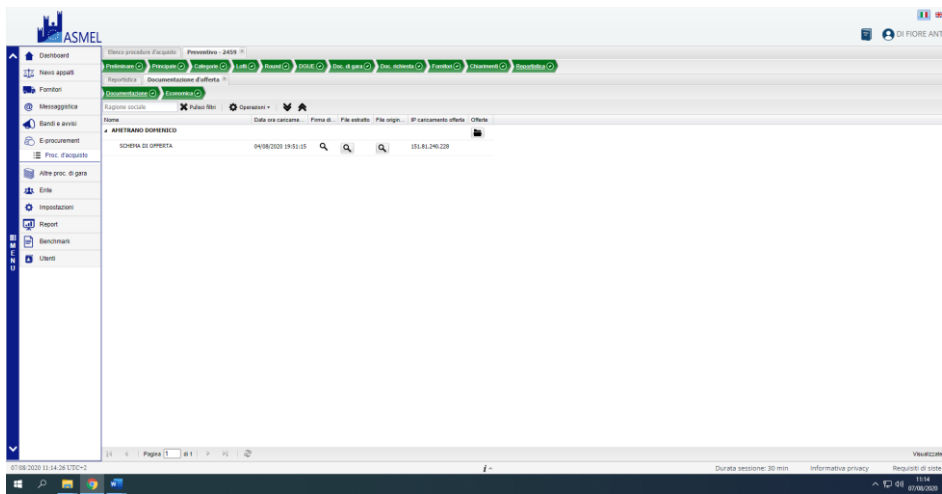 ASMEL
DI FIORE ANT
Dashboard
News appalti
Fornitori
Messaggistica
Bandi e avvisi
E-procurement
Proc. d'acquisto
Altre proc. di gara
Ente
Impostazioni
Report
Benchmark
Utenti
MENU
Elenco procedure d'acquisto Preventivo - 2459
Preliminare Principale Categorie Lotti Round DGUE Doc. di gara Doc. richiesta Fornitori Chiarimenti Reportistica
Reportistica Documentazione d'offerta
Documentazione Economica
Ragione sociale Pulisci filtri Operazioni
Nome Data ora caricame... Firma di... File estratto File origin... IP caricamento offerta Offerte
AMETRANO DOMENICO
SCHEMA DI OFFERTA 04/08/2020 19:51:15 151.81.240.228
Pagina 1 di 1 Visualizzate
07/08/2020 11:14:26 UTC+2 i Durata sessione: 30 min Informativa privacy Requisiti di siste
11:14
07/08/2020